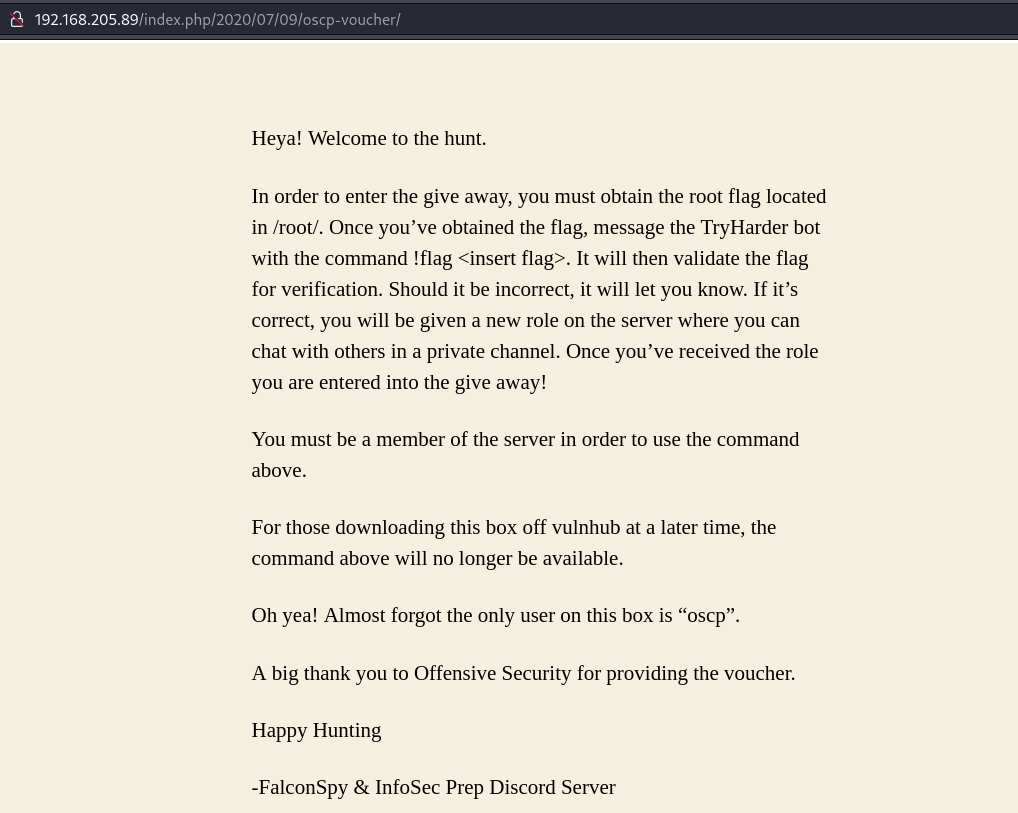 192.168.205.89/index.php/2020/07/09/oscp-voucher/
Heya! Welcome to the hunt.
In order to enter the give away, you must obtain the root flag located
in /root/. Once you’ve obtained the flag, message the TryHarder bot
with the command !flag <insert flag>. It will then validate the flag
for verification. Should it be incorrect, it will let you know. If it’s
correct, you will be given a new role on the server where you can
chat with others in a private channel. Once you’ve received the role
you are entered into the give away!
You must be a member of the server in order to use the command
above.
For those downloading this box off vulnhub at a later time, the
command above will no longer be available.
Oh yea! Almost forgot the only user on this box is “oscp”.
A big thank you to Offensive Security for providing the voucher.
Happy Hunting
-FalconSpy & InfoSec Prep Discord Server